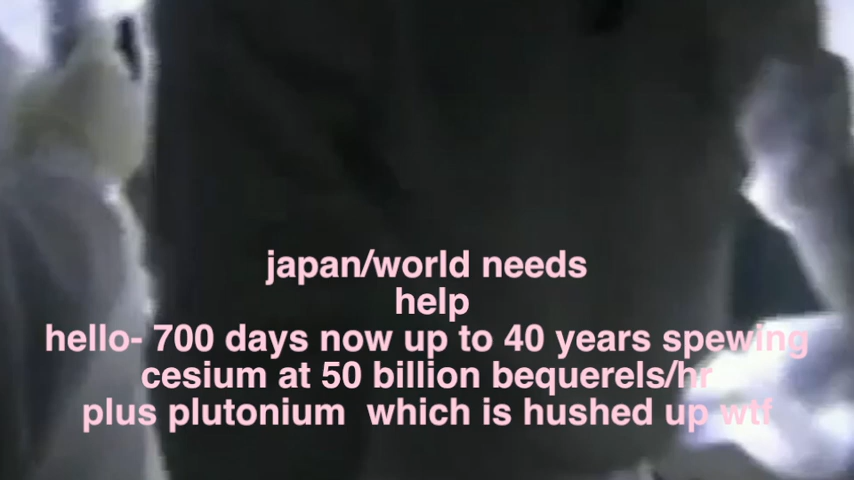 japan/world needs
help
hello- 700 days now up to 40 years spewing
cesium at 50 billion bequerels/hr
plus plutonium  which is hushed up wtf